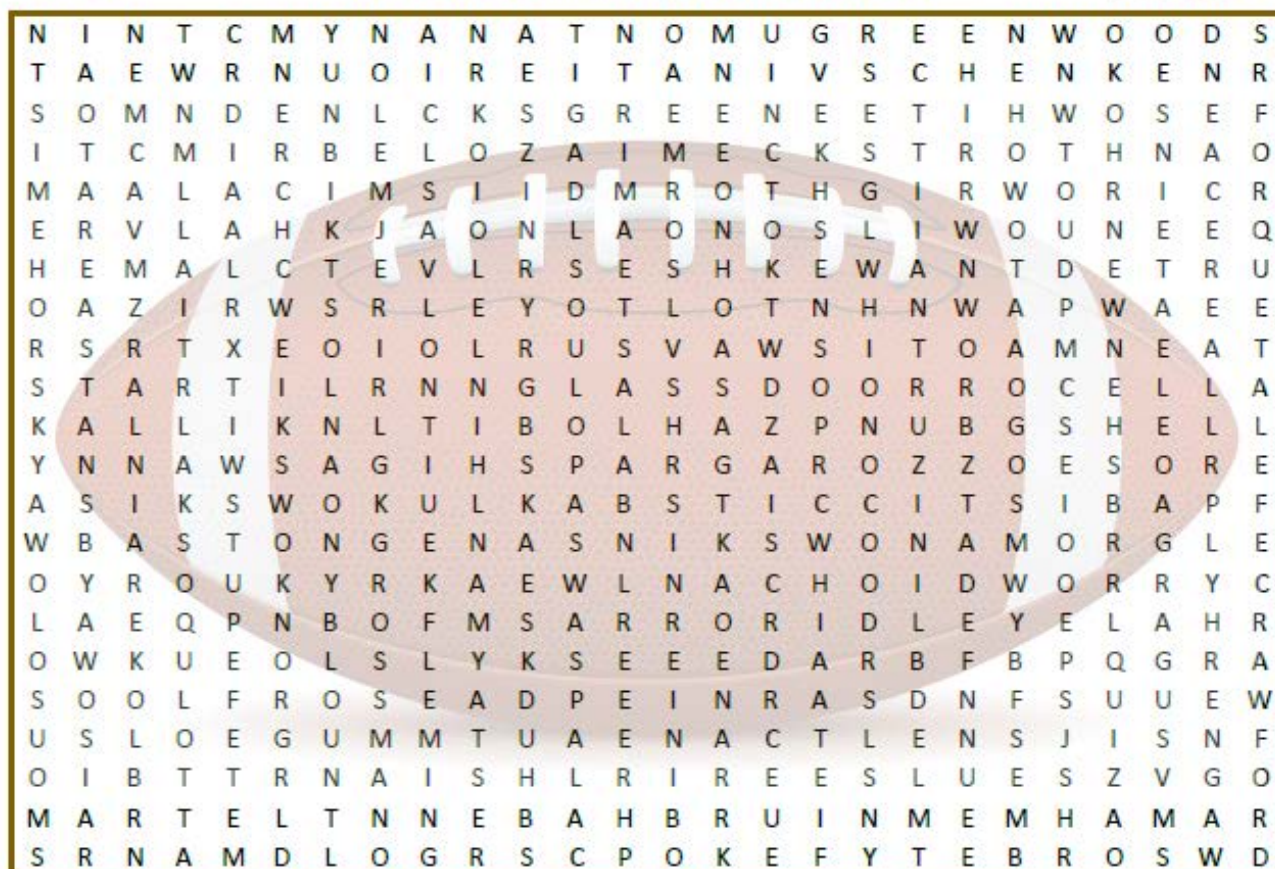 N I N T C M Y N A N A T N O M U G R E E N W O O D S
T A E W R N U O I R E I T A N I V S C H E N K E N R
S O M N D E N L C K S G R E E N E E T I H W O S E F
I T C M I R B E L O Z A I M E C K S T R O T H N A O
M A A L A C I M S I I D M R O T H G I R W O R I C R
E R V L A H K J A O N L A O N O S L I W O U N E E Q
H E M A L C T E V L R S E S H K E W A N T D E T R U
O A Z I R W S R L E Y O T L O T N H N W A P W A E E
R S R T X E O I O L R U S V A W S I T O A M N E A T
S T A R T I L R N N G L A S S D O O R R O C E L L A
K A L L I K N L T I B O L H A Z P N U B G S H E L L
Y N N A W S A G I H S P A R G A R O Z Z O E S O R E
A S I K S W O K U L K A B S T I C C I T S I B A P F
W B A S T O N G E N A S N I K S W O N A M O R G L E
O Y R O U K Y R K A E W L N A C H O I D W O R R Y C
L A E Q P N B O F M S A R R O R I D L E Y E L A H R
O W K U E O L S L Y K S E E E D A R B F B P Q G R A
S O O L F R O S E A D P E I N R A S D N F S U U E W
U S L O E G U M M T U A E N A C T L E N S J I S N F
O I B T T R N A I S H L R I R E E S L U E S Z V G O
M A R T E L T N N E B A H B R U I N M E M H A M A R
S R N A M D L O G R S C P O K E F Y T E B R O S W D